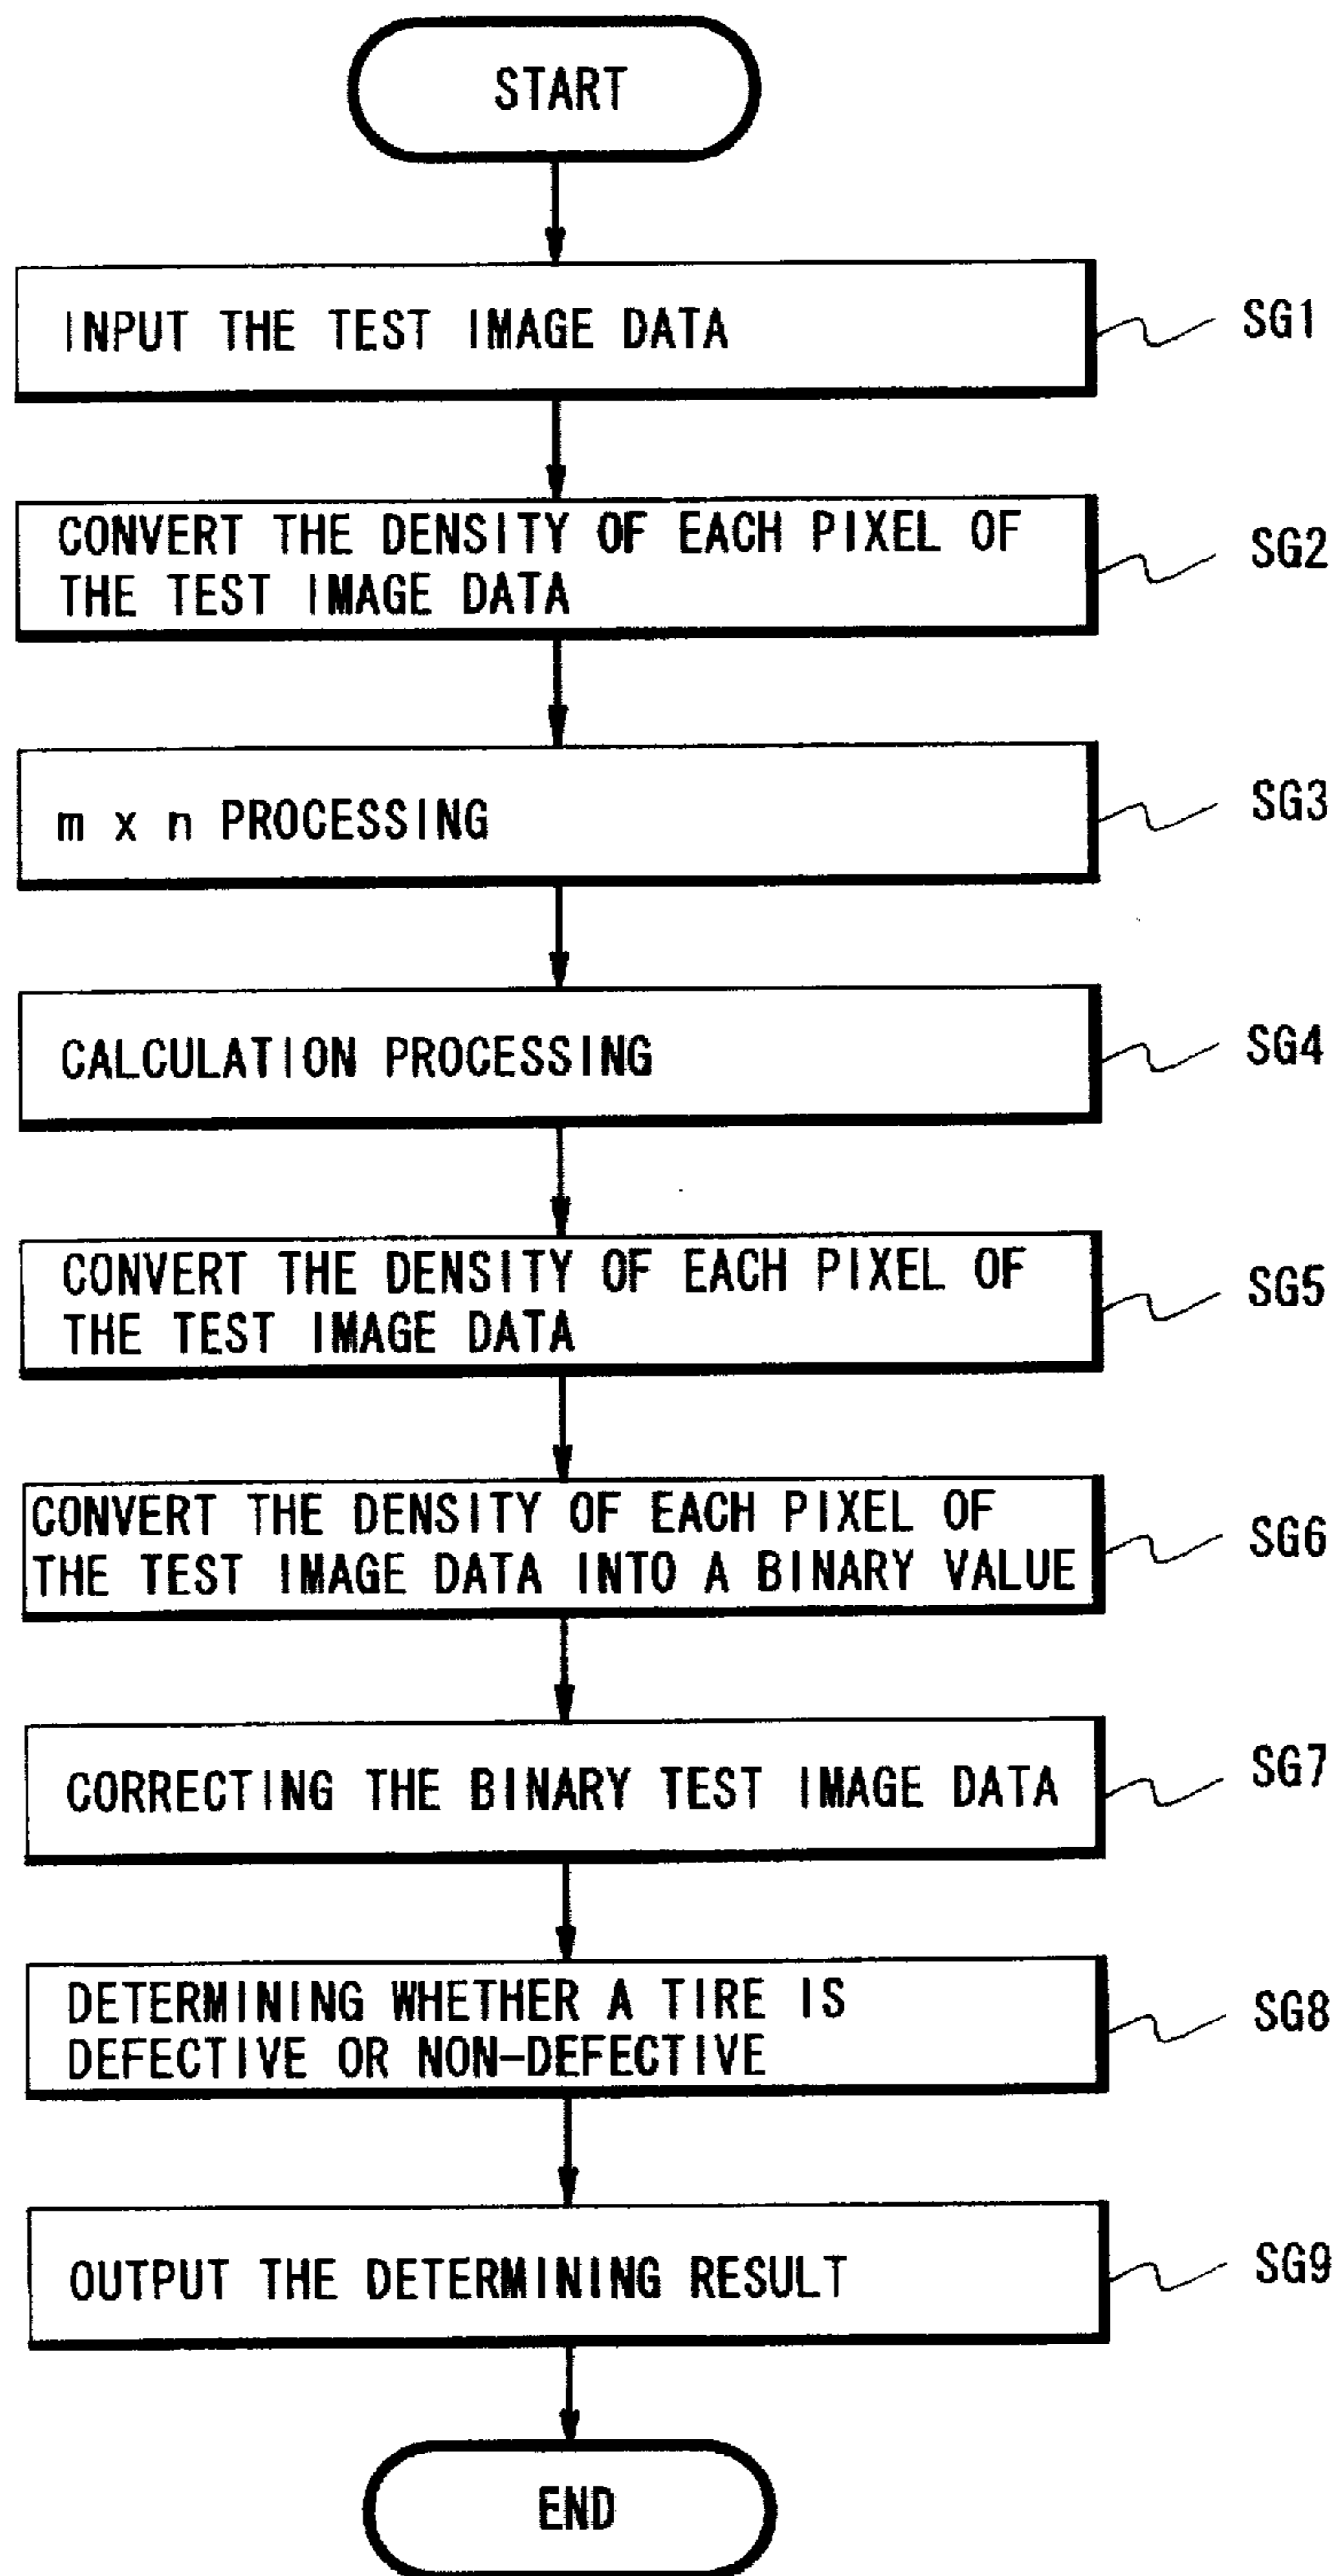 START
INPUT THE TEST IMAGE DATA
SG1
CONVERT THE DENSITY OF EACH PIXEL OF
THE TEST IMAGE DATA
SG2
m x n PROCESSING
SG3
CALCULATION PROCESSING
SG4
CONVERT THE DENSITY OF EACH PIXEL OF
THE TEST IMAGE DATA
SG5
CONVERT THE DENSITY OF EACH PIXEL OF
THE TEST IMAGE DATA INTO A BINARY VALUE
SG6
CORRECTING THE BINARY TEST IMAGE DATA
SG7
DETERMINING WHETHER A TIRE IS
DEFECTIVE OR NON-DEFECTIVE
SG8
OUTPUT THE DETERMINING RESULT
SG9
END